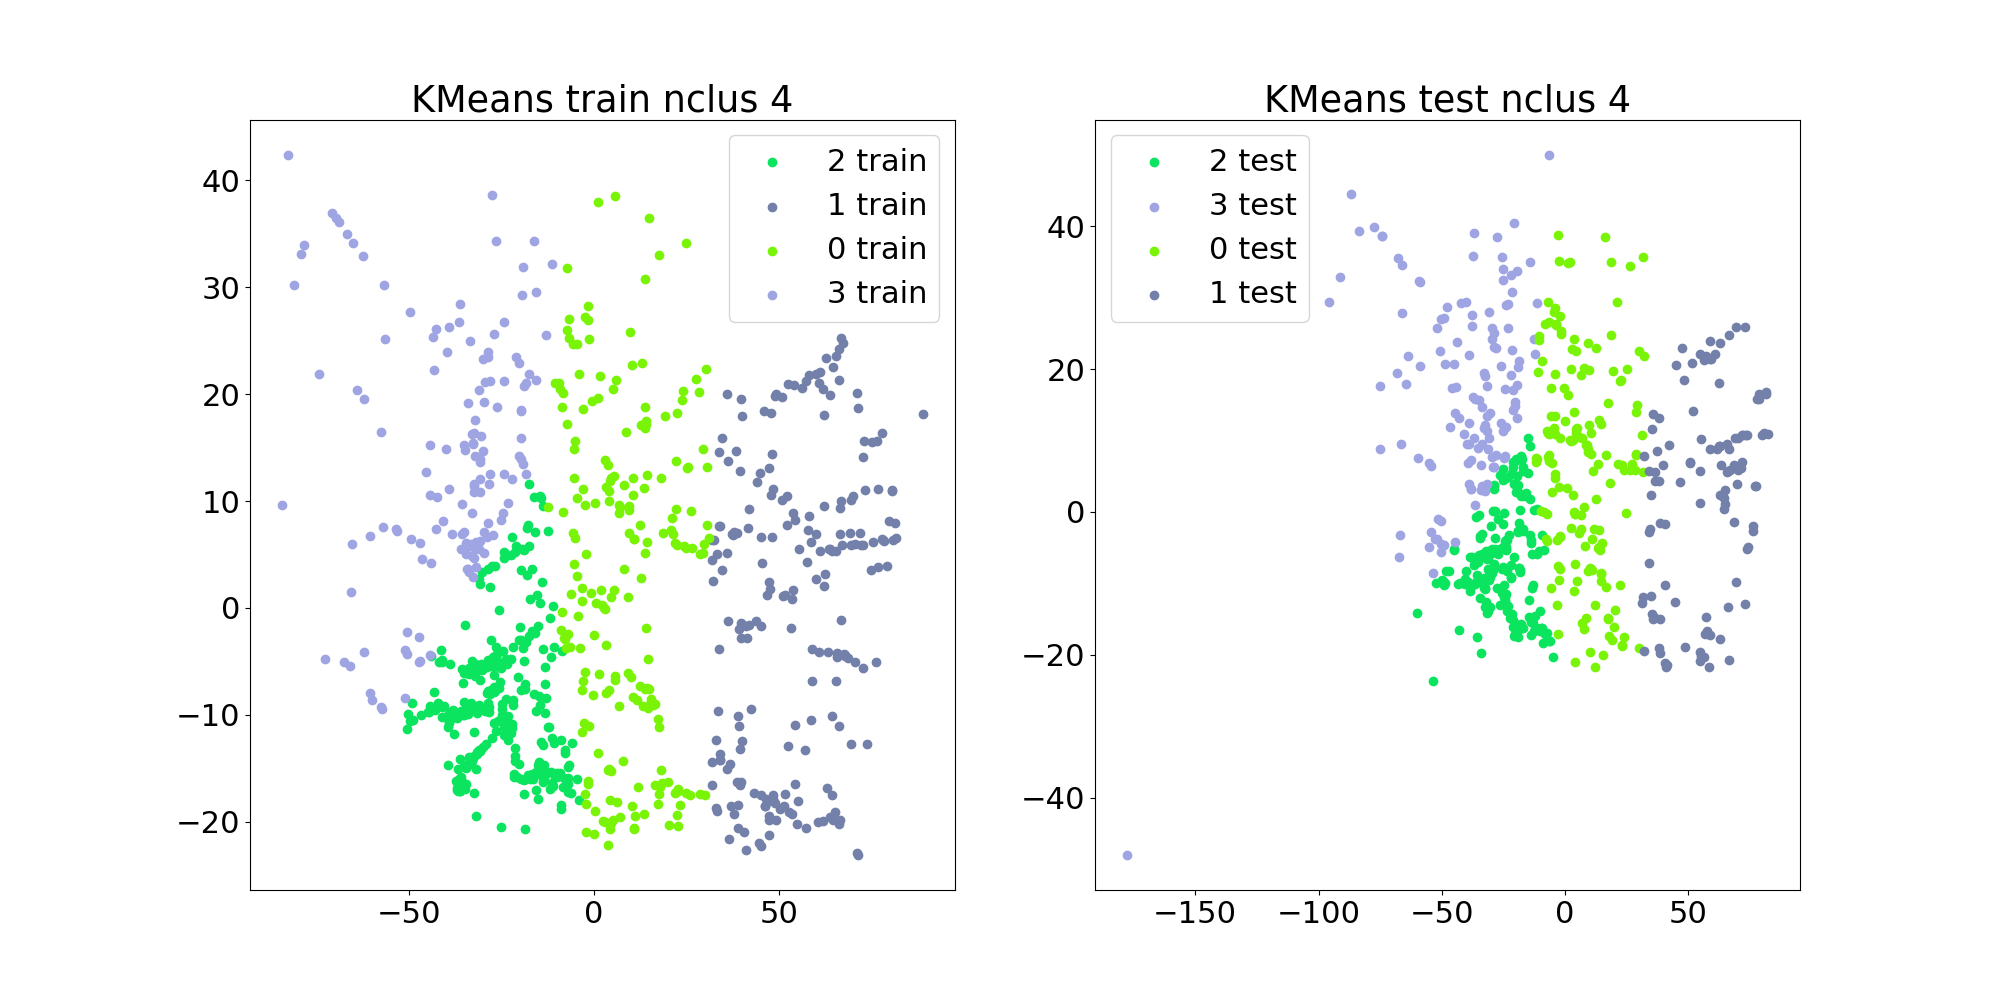 KMeans train nclus 4
2 train
1 train
0 train
3 train
40
30
20
10
0
−10
−20
−50
0
50
KMeans test nclus 4
2 test
3 test
0 test
1 test
40
20
0
−20
−40
−150
−100
−50
0
50